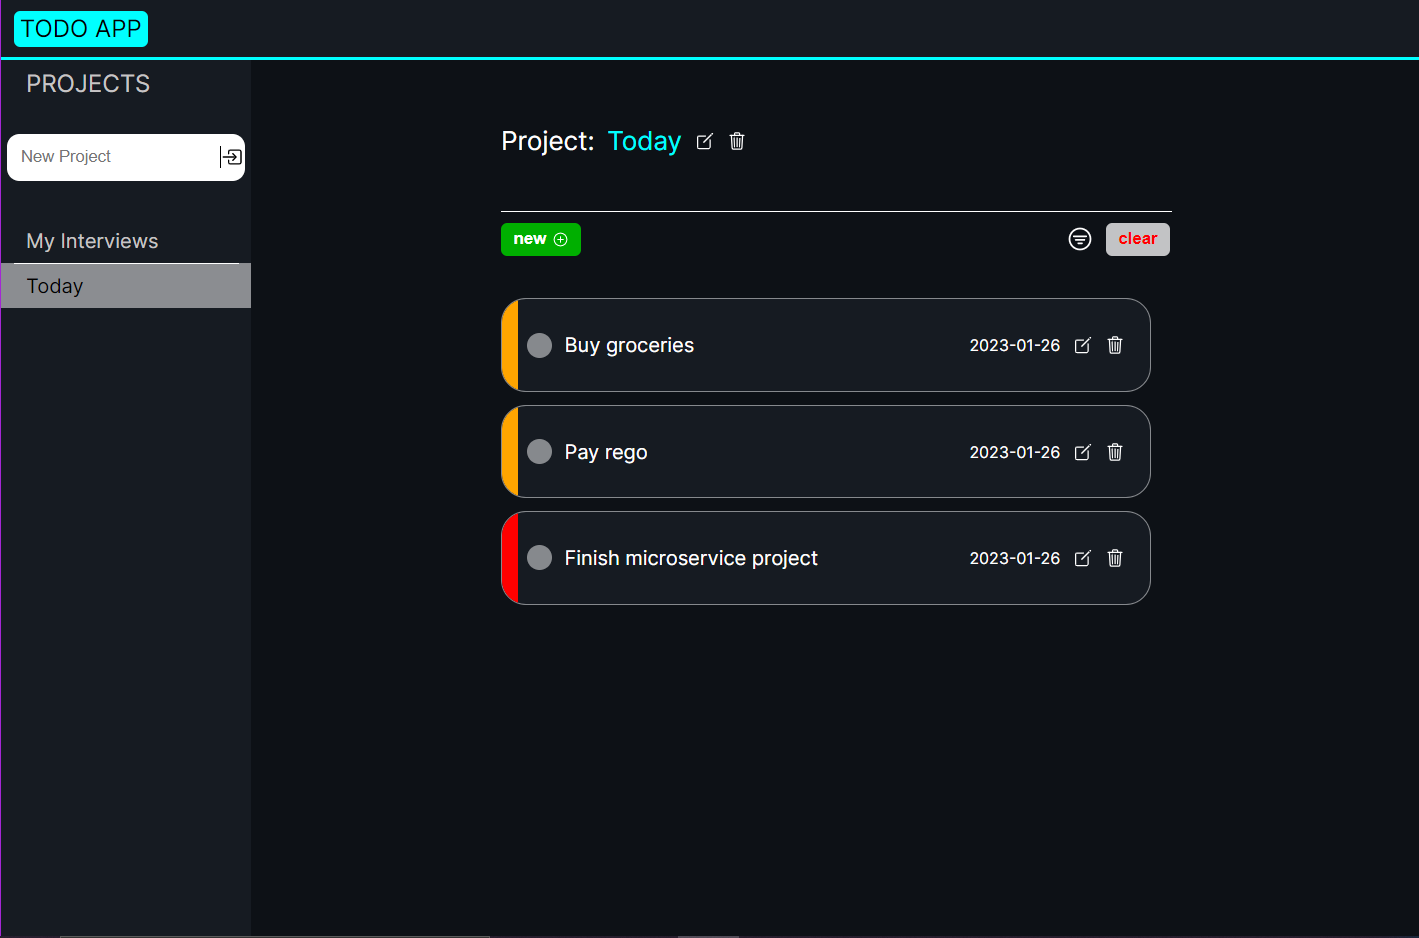 TODO APP
PROJECTS
New Project
My Interviews
Today
Project: Today
new
clear
Buy groceries 2023-01-26
Pay rego 2023-01-26
Finish microservice project 2023-01-26